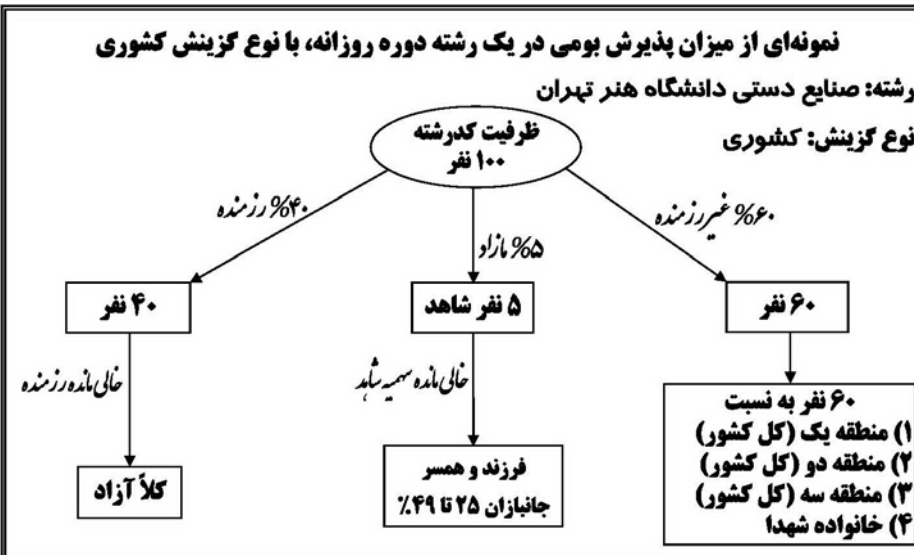 نمونه‌ای از میزان پذیرش بومی در یک رشته دوره روزانه، با نوع گزینش کشوری
رشته: صنایع دستی دانشگاه هنر تهران
نوع گزینش: کشوری
ظرفیت کدرشته
۱۰۰ نفر
۶۰% غیررزمنده
۵% مازاد
۴۰% رزمنده
۶۰ نفر
۵ نفر شاهد
۴۰ نفر
خالی مانده سهمیه شاهد
خالی مانده رزمنده
۶۰ نفر به نسبت
۱) منطقه یک (کل کشور)
۲) منطقه دو (کل کشور)
۳) منطقه سه (کل کشور)
۴) خانواده شهدا
فرزند و همسر
جانبازان ۲۵ تا ۴۹%
کلاً آزاد